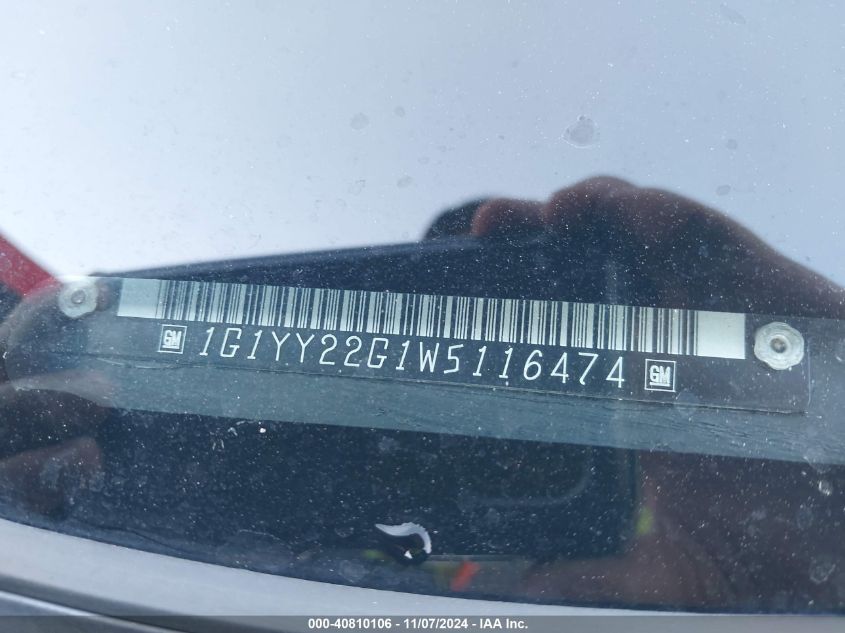 GM 1G1YY22G1W5116474 GM
000-40810106 - 11/07/2024 - IAA Inc.